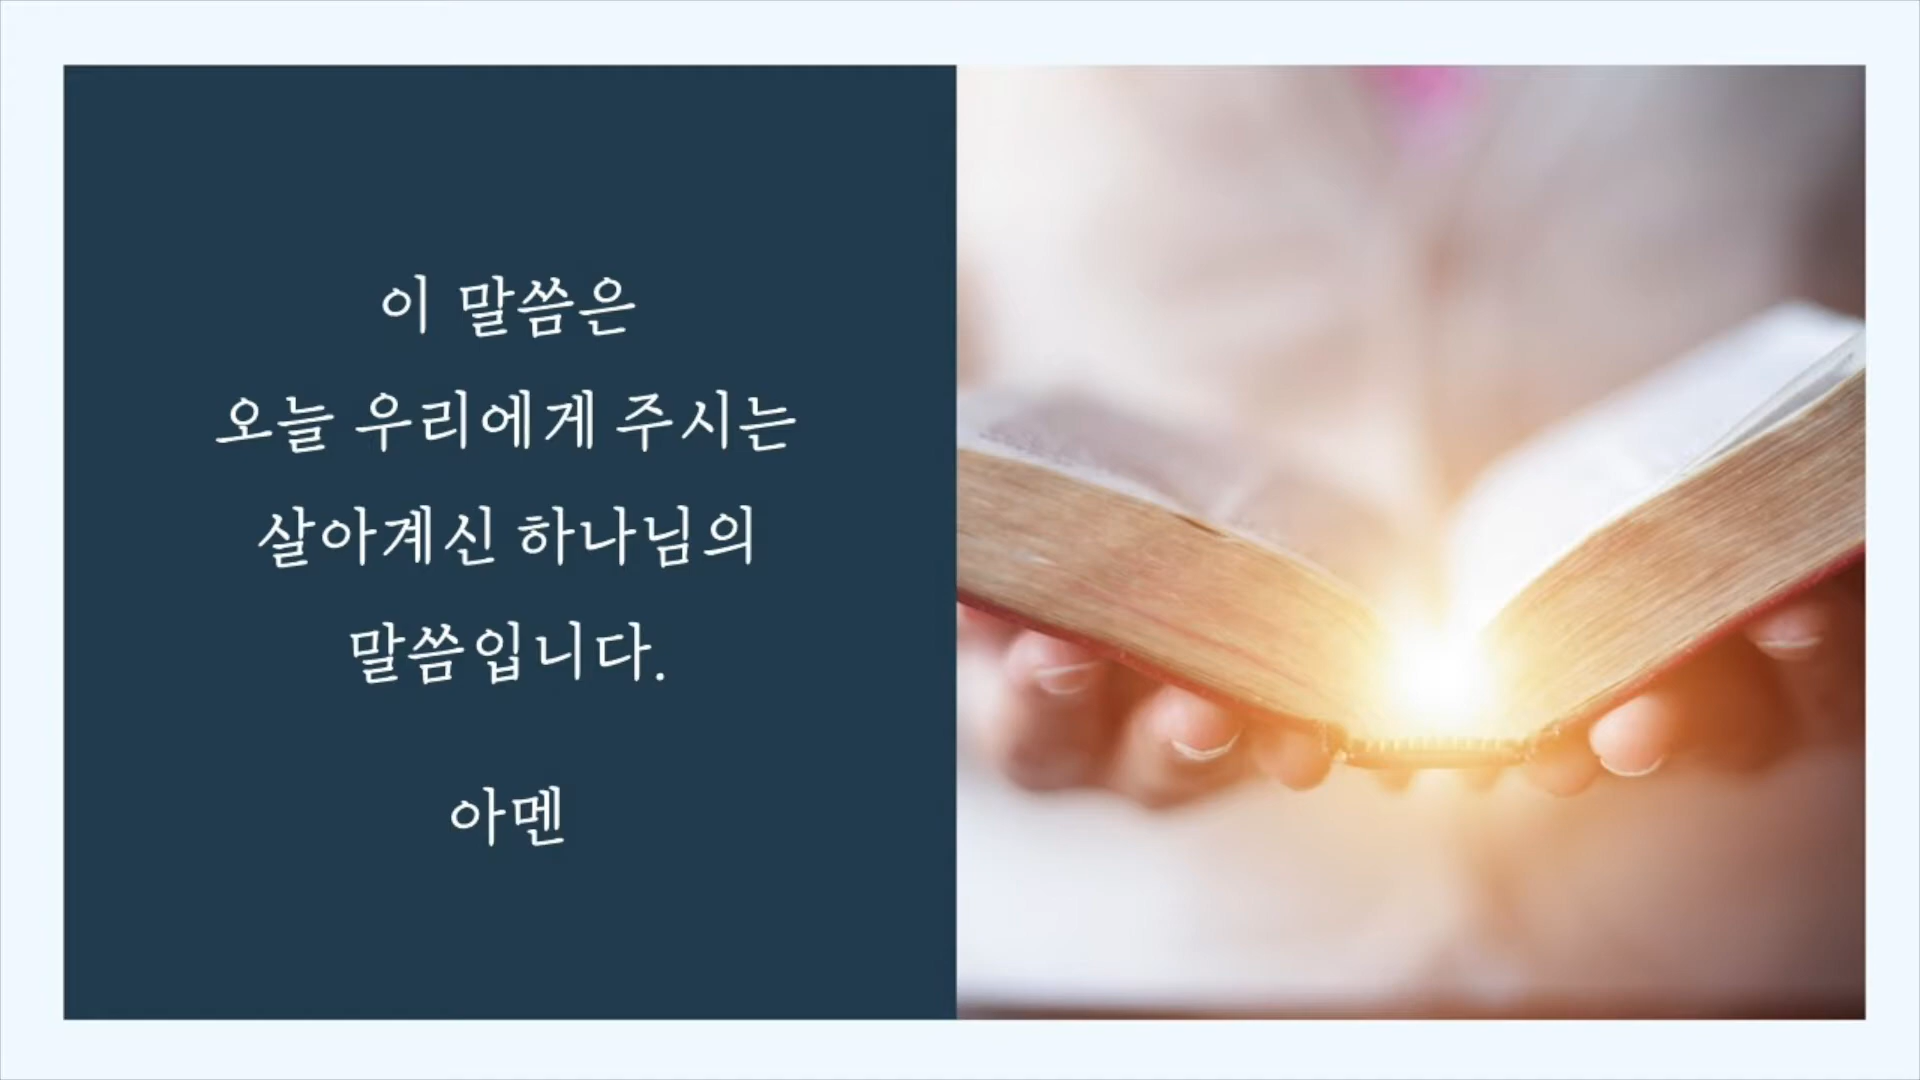 이 말씀은
오늘 우리에게 주시는
살아계신 하나님의
말씀입니다.
아멘